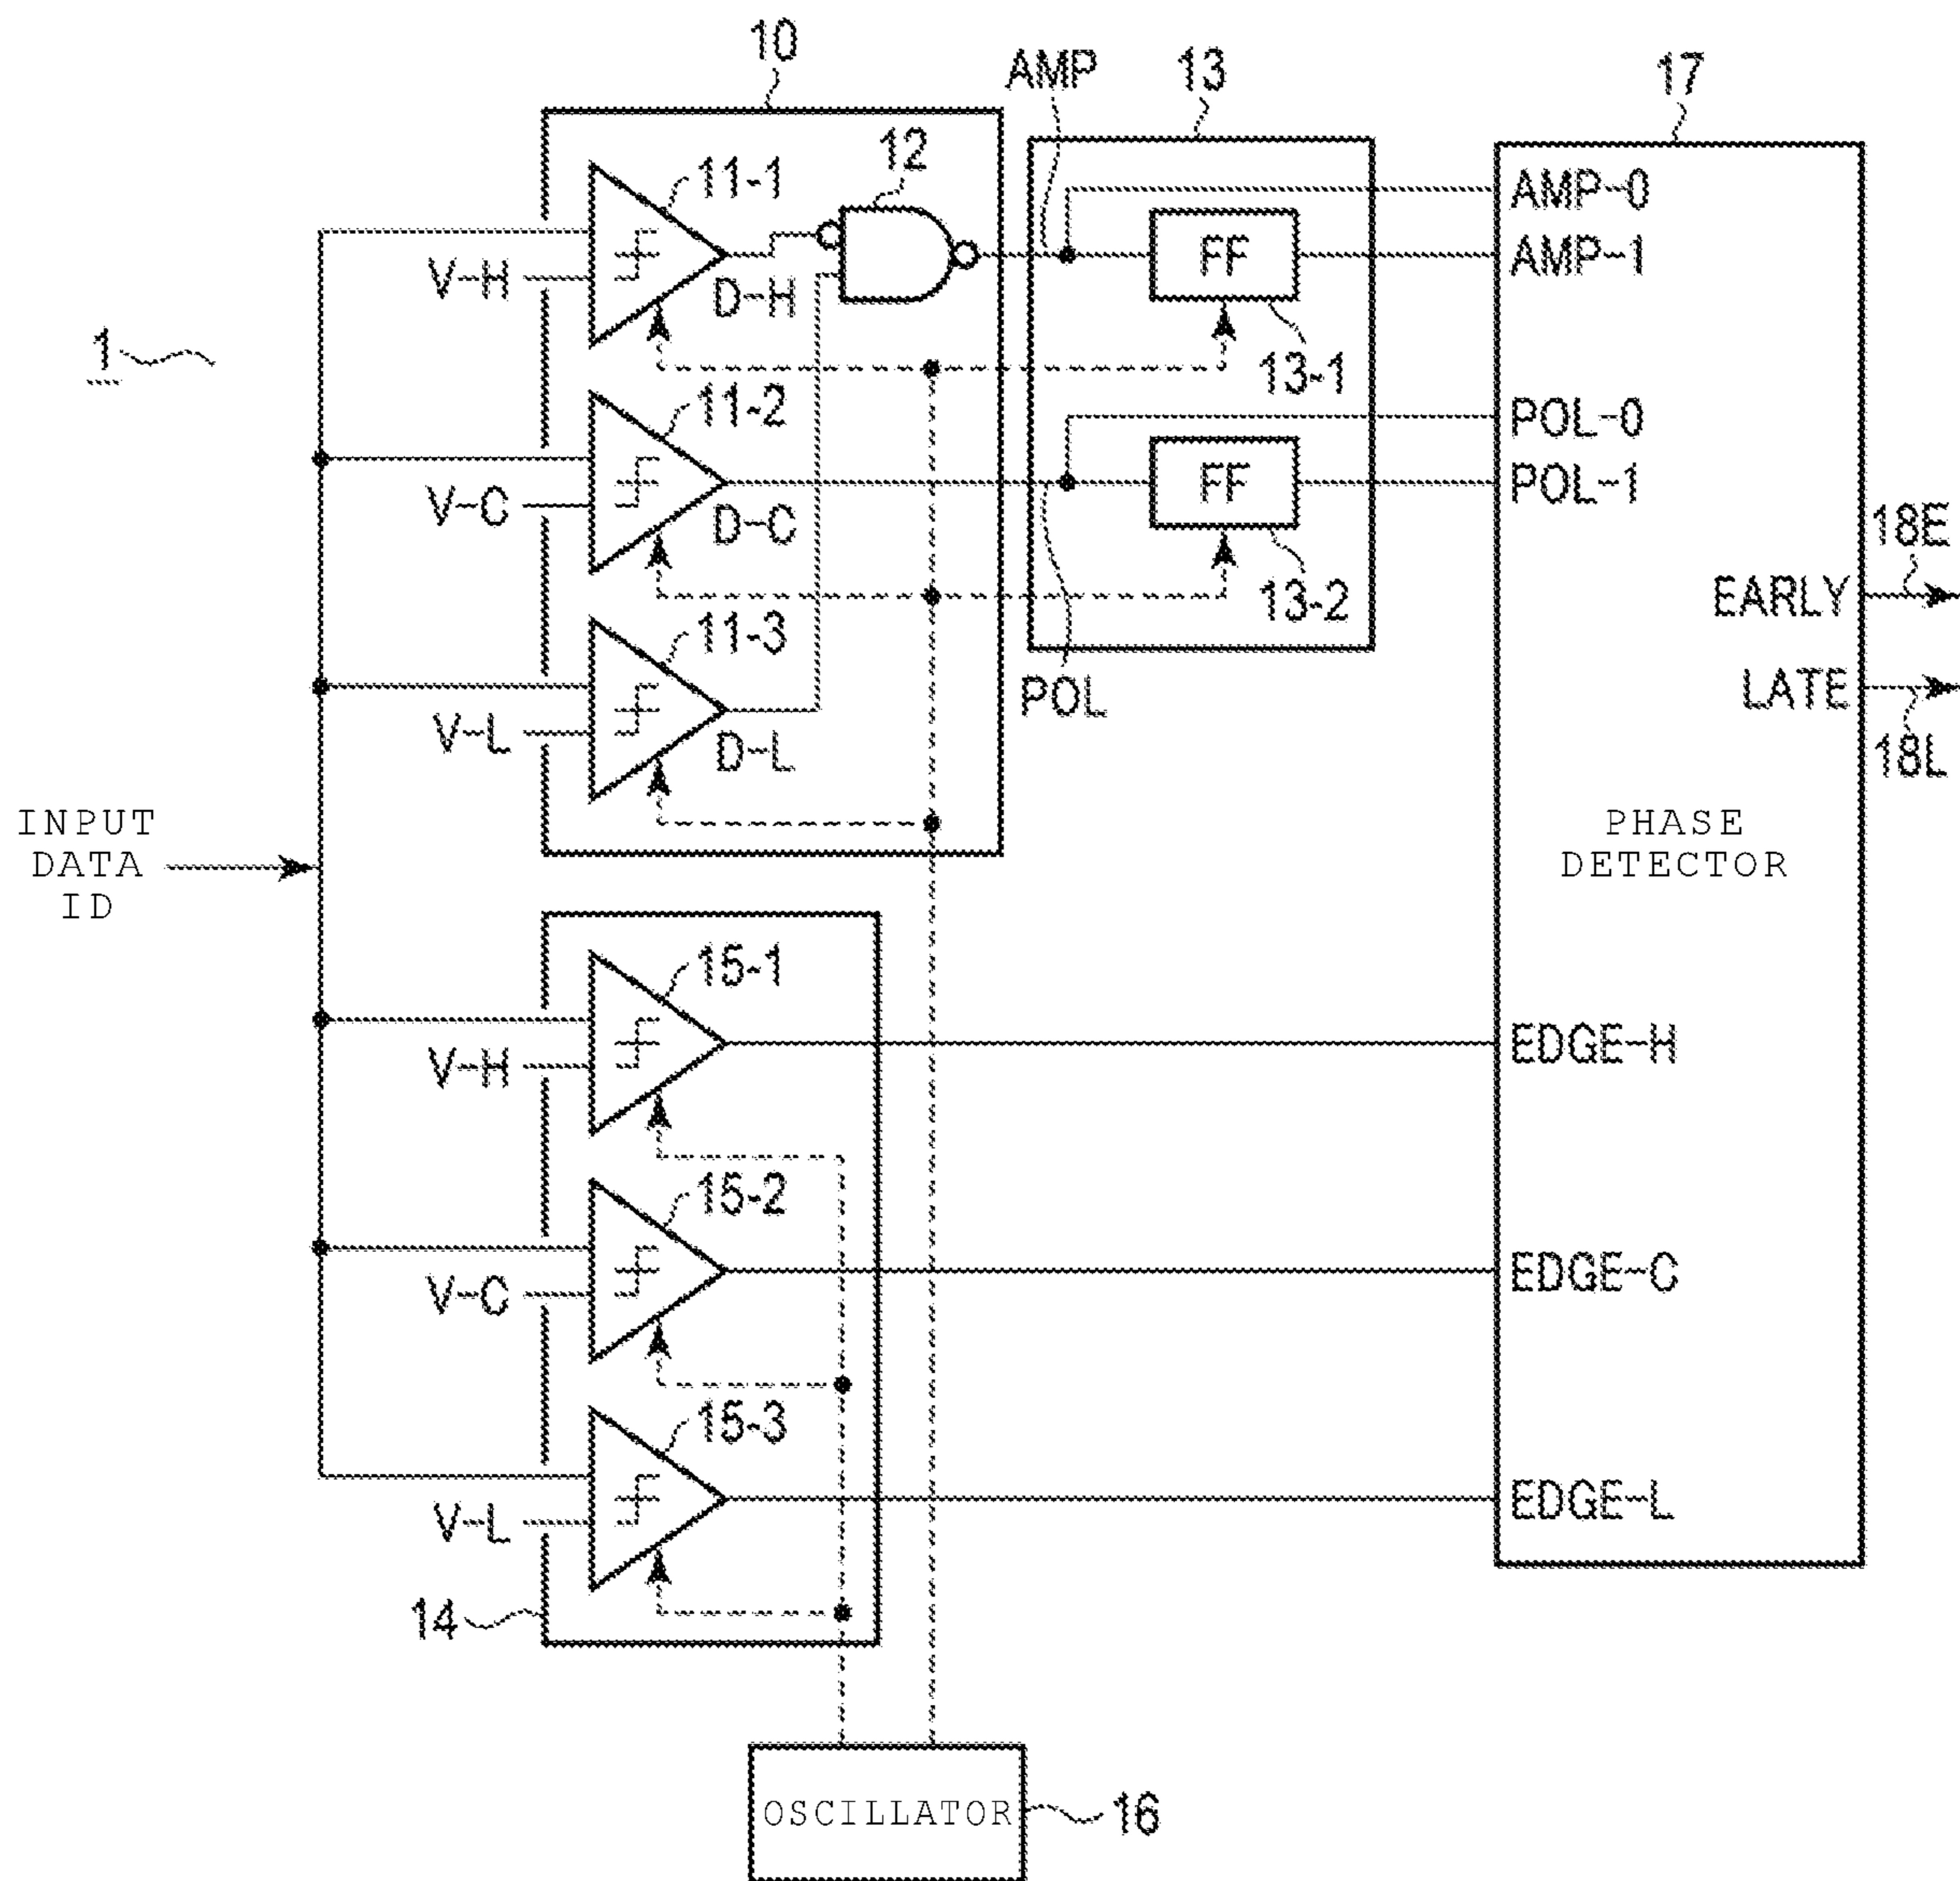 10
AMP
13
17
12
11-1
AMP-0
AMP-1
FF
V-H
D-H
1
13-1
11-2
POL-0
POL-1
FF
V-C
D-C
18E
13-2
EARLY
11-3
POL
LATE
V-L
D-L
18L
INPUT
DATA
ID
PHASE
DETECTOR
15-1
EDGE-H
V-H
15-2
EDGE-C
V-C
15-3
EDGE-L
V-L
14
OSCILLATOR
16